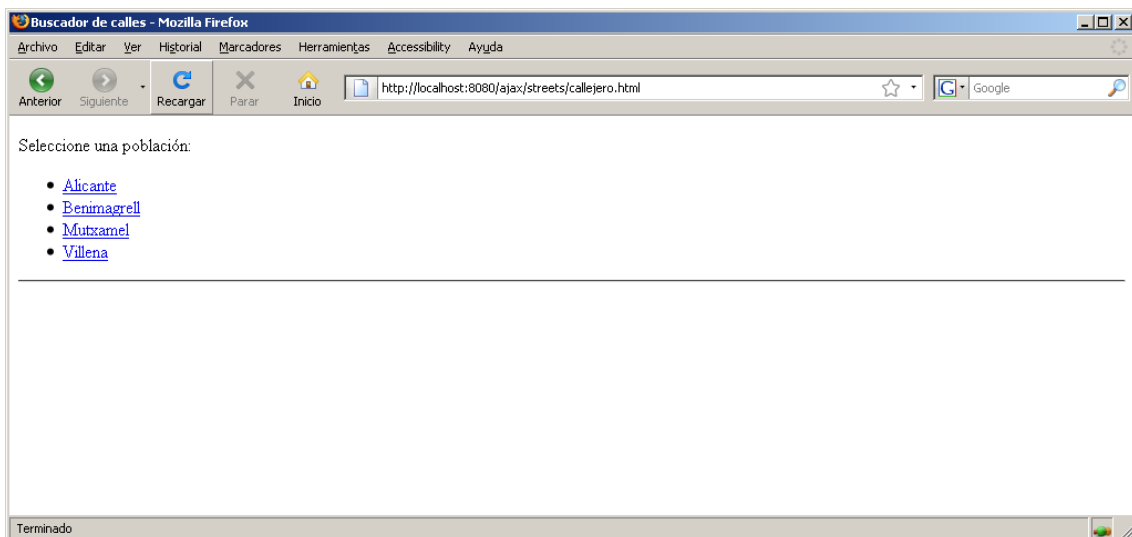 Buscador de calles - Mozilla Firefox
Archivo Editar Ver Historial Marcadores Herramientas Accessibility Ayuda
Anterior Siguiente Recargar Parar Inicio http://localhost:8080/ajax/streets/callejero.html G Google
Seleccione una población:
Alicante
Benimagrell
Mutxamel
Villena
Terminado